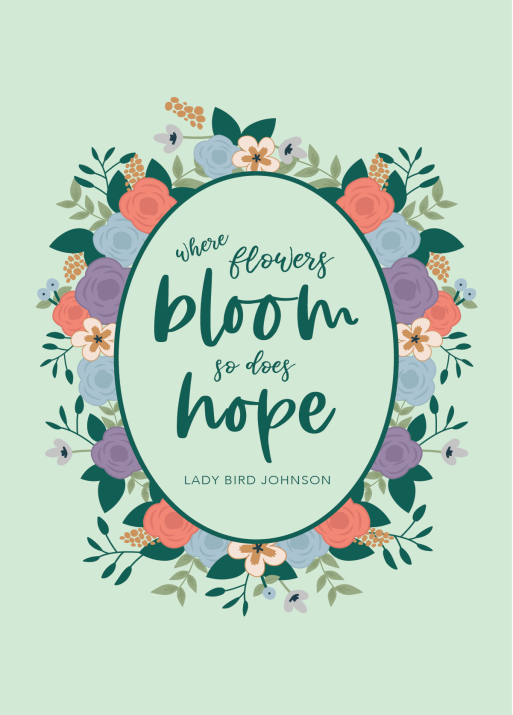 where flowers
bloom
so does
hope
LADY BIRD JOHNSON